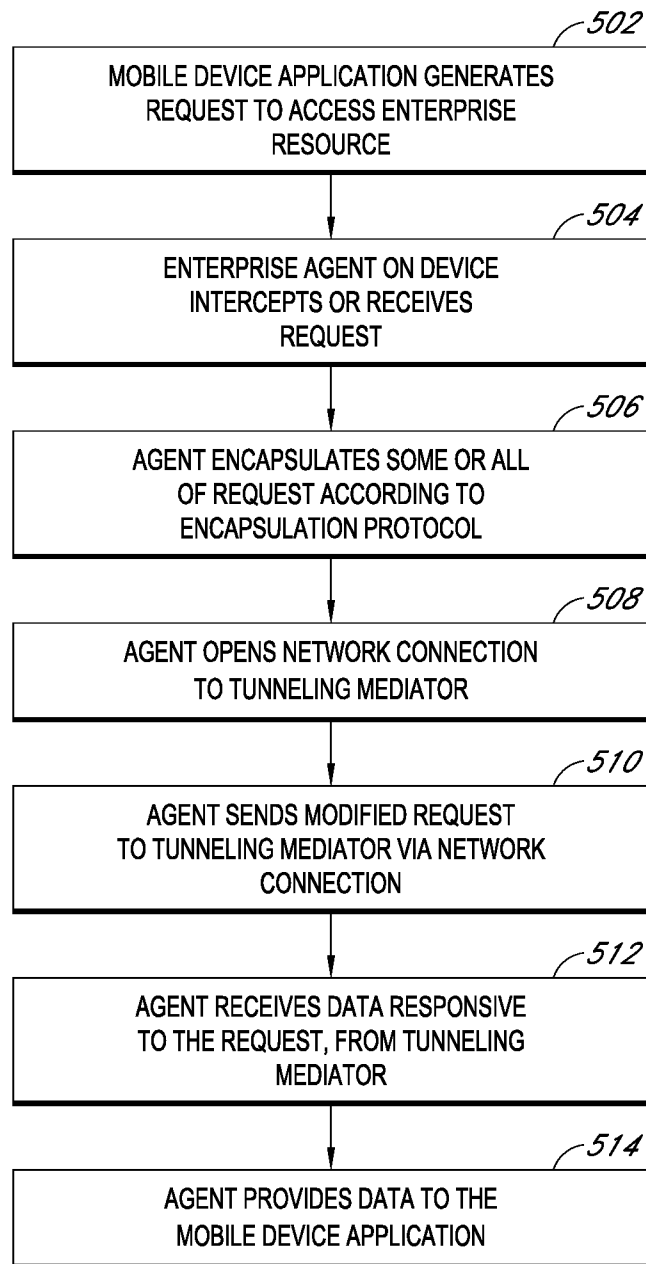 502
MOBILE DEVICE APPLICATION GENERATES
REQUEST TO ACCESS ENTERPRISE
RESOURCE
504
ENTERPRISE AGENT ON DEVICE
INTERCEPTS OR RECEIVES
REQUEST
506
AGENT ENCAPSULATES SOME OR ALL
OF REQUEST ACCORDING TO
ENCAPSULATION PROTOCOL
508
AGENT OPENS NETWORK CONNECTION
TO TUNNELING MEDIATOR
510
AGENT SENDS MODIFIED REQUEST
TO TUNNELING MEDIATOR VIA NETWORK
CONNECTION
512
AGENT RECEIVES DATA RESPONSIVE
TO THE REQUEST, FROM TUNNELING
MEDIATOR
514
AGENT PROVIDES DATA TO THE
MOBILE DEVICE APPLICATION